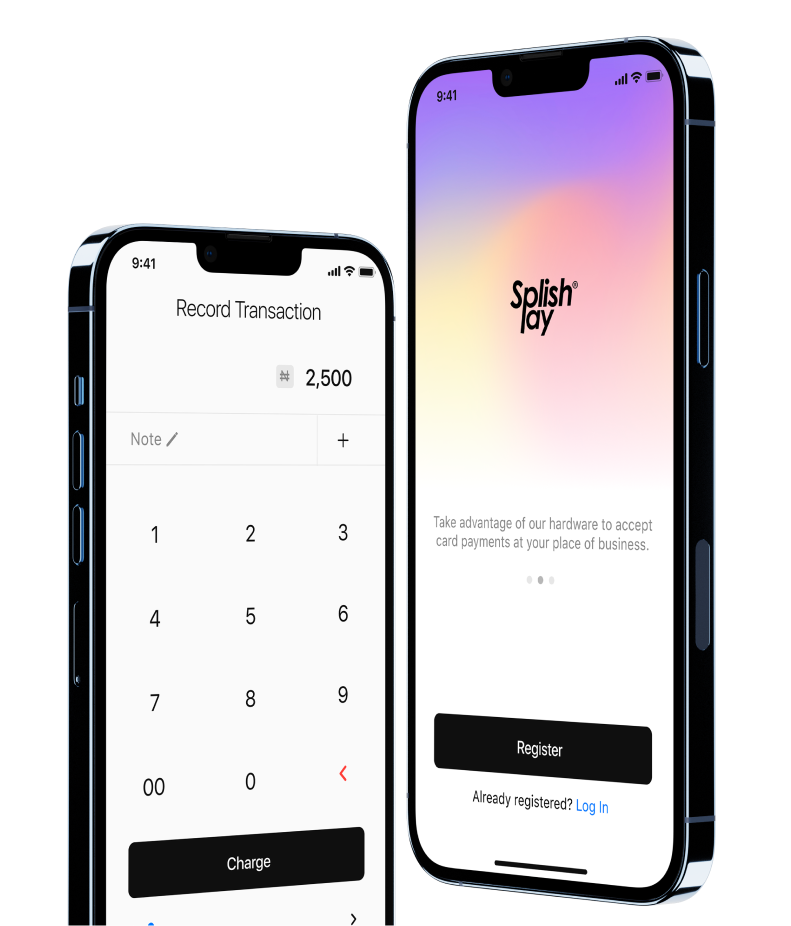 9:41
Record Transaction
₦ 2,500
Note
+
1 2 3
4 5 6
7 8 9
00 0
Charge
9:41
Splish®
lay
Take advantage of our hardware to accept
card payments at your place of business.
Register
Already registered? Log In